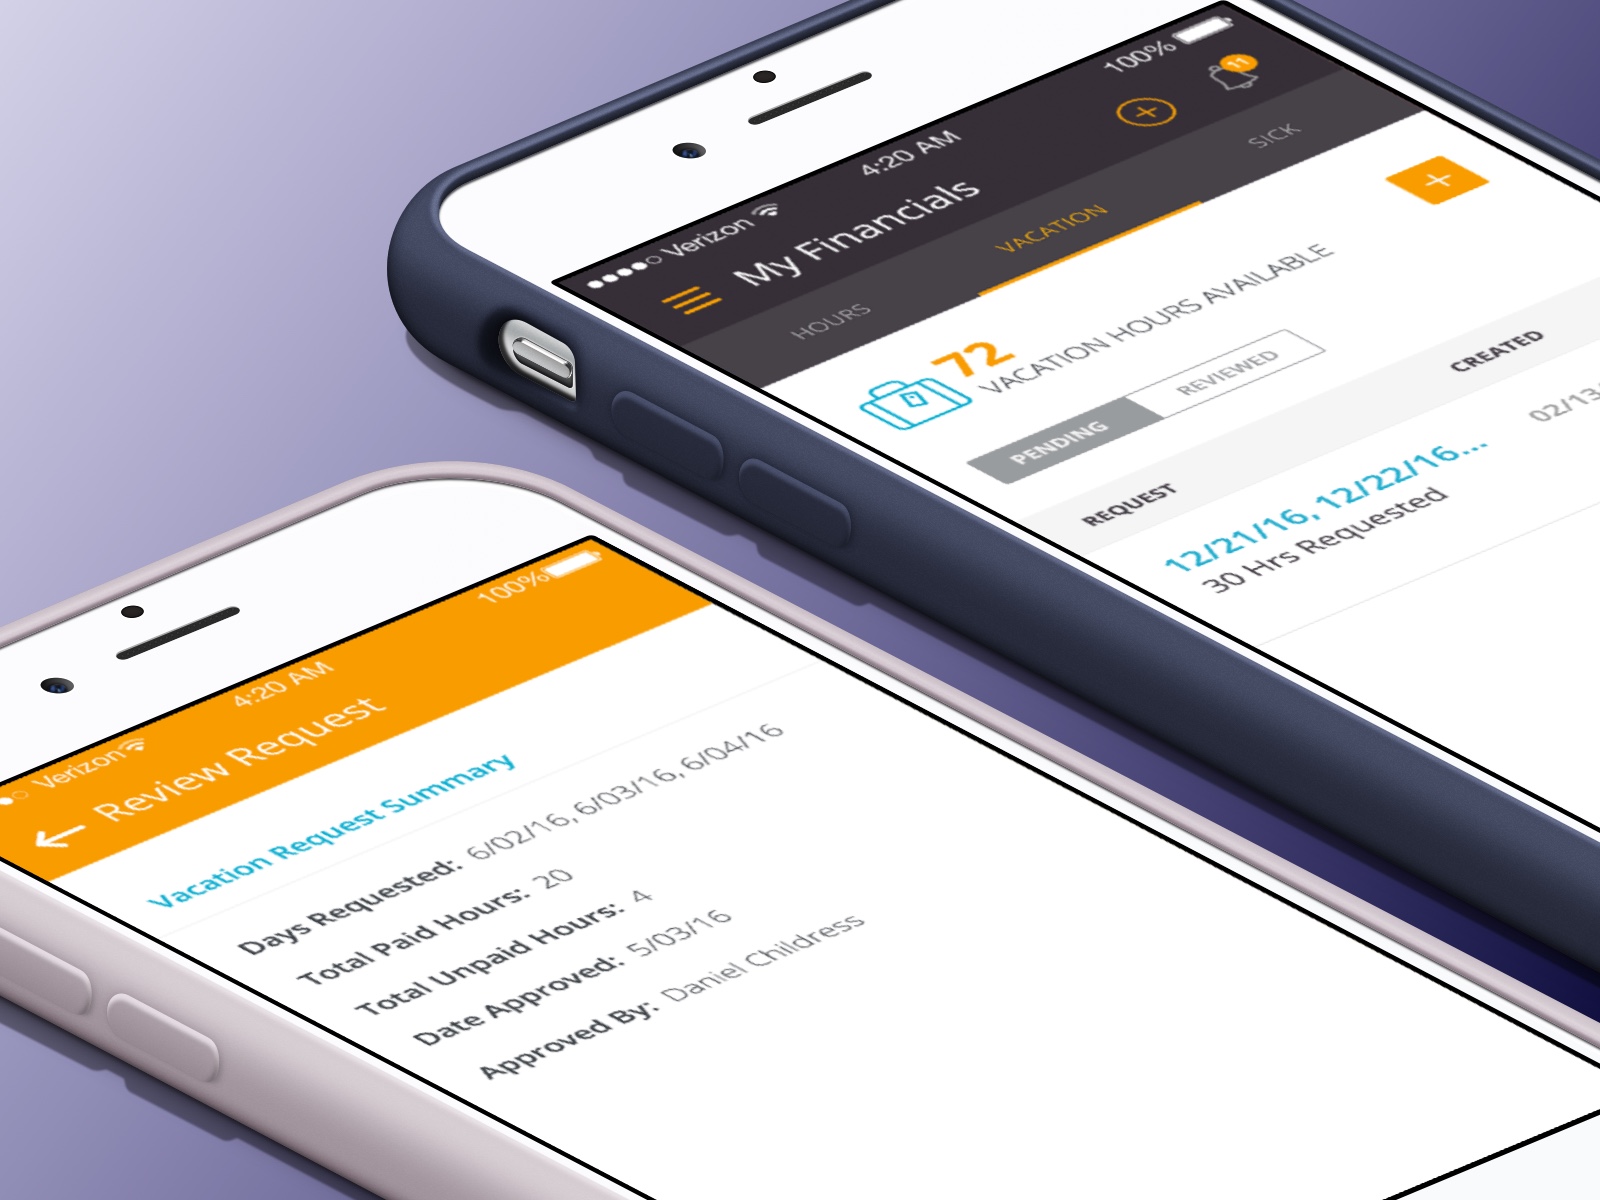 Verizon 4:20 AM 100%
My Financials
11
HOURS VACATION SICK
72
VACATION HOURS AVAILABLE
PENDING REVIEWED
REQUEST CREATED
12/21/16, 12/22/16...
30 Hrs Requested
Verizon 4:20 AM 100%
Review Request
Vacation Request Summary
Days Requested: 6/02/16, 6/03/16, 6/04/16
Total Paid Hours: 20
Total Unpaid Hours: 4
Date Approved: 5/03/16
Approved By: Daniel Childress